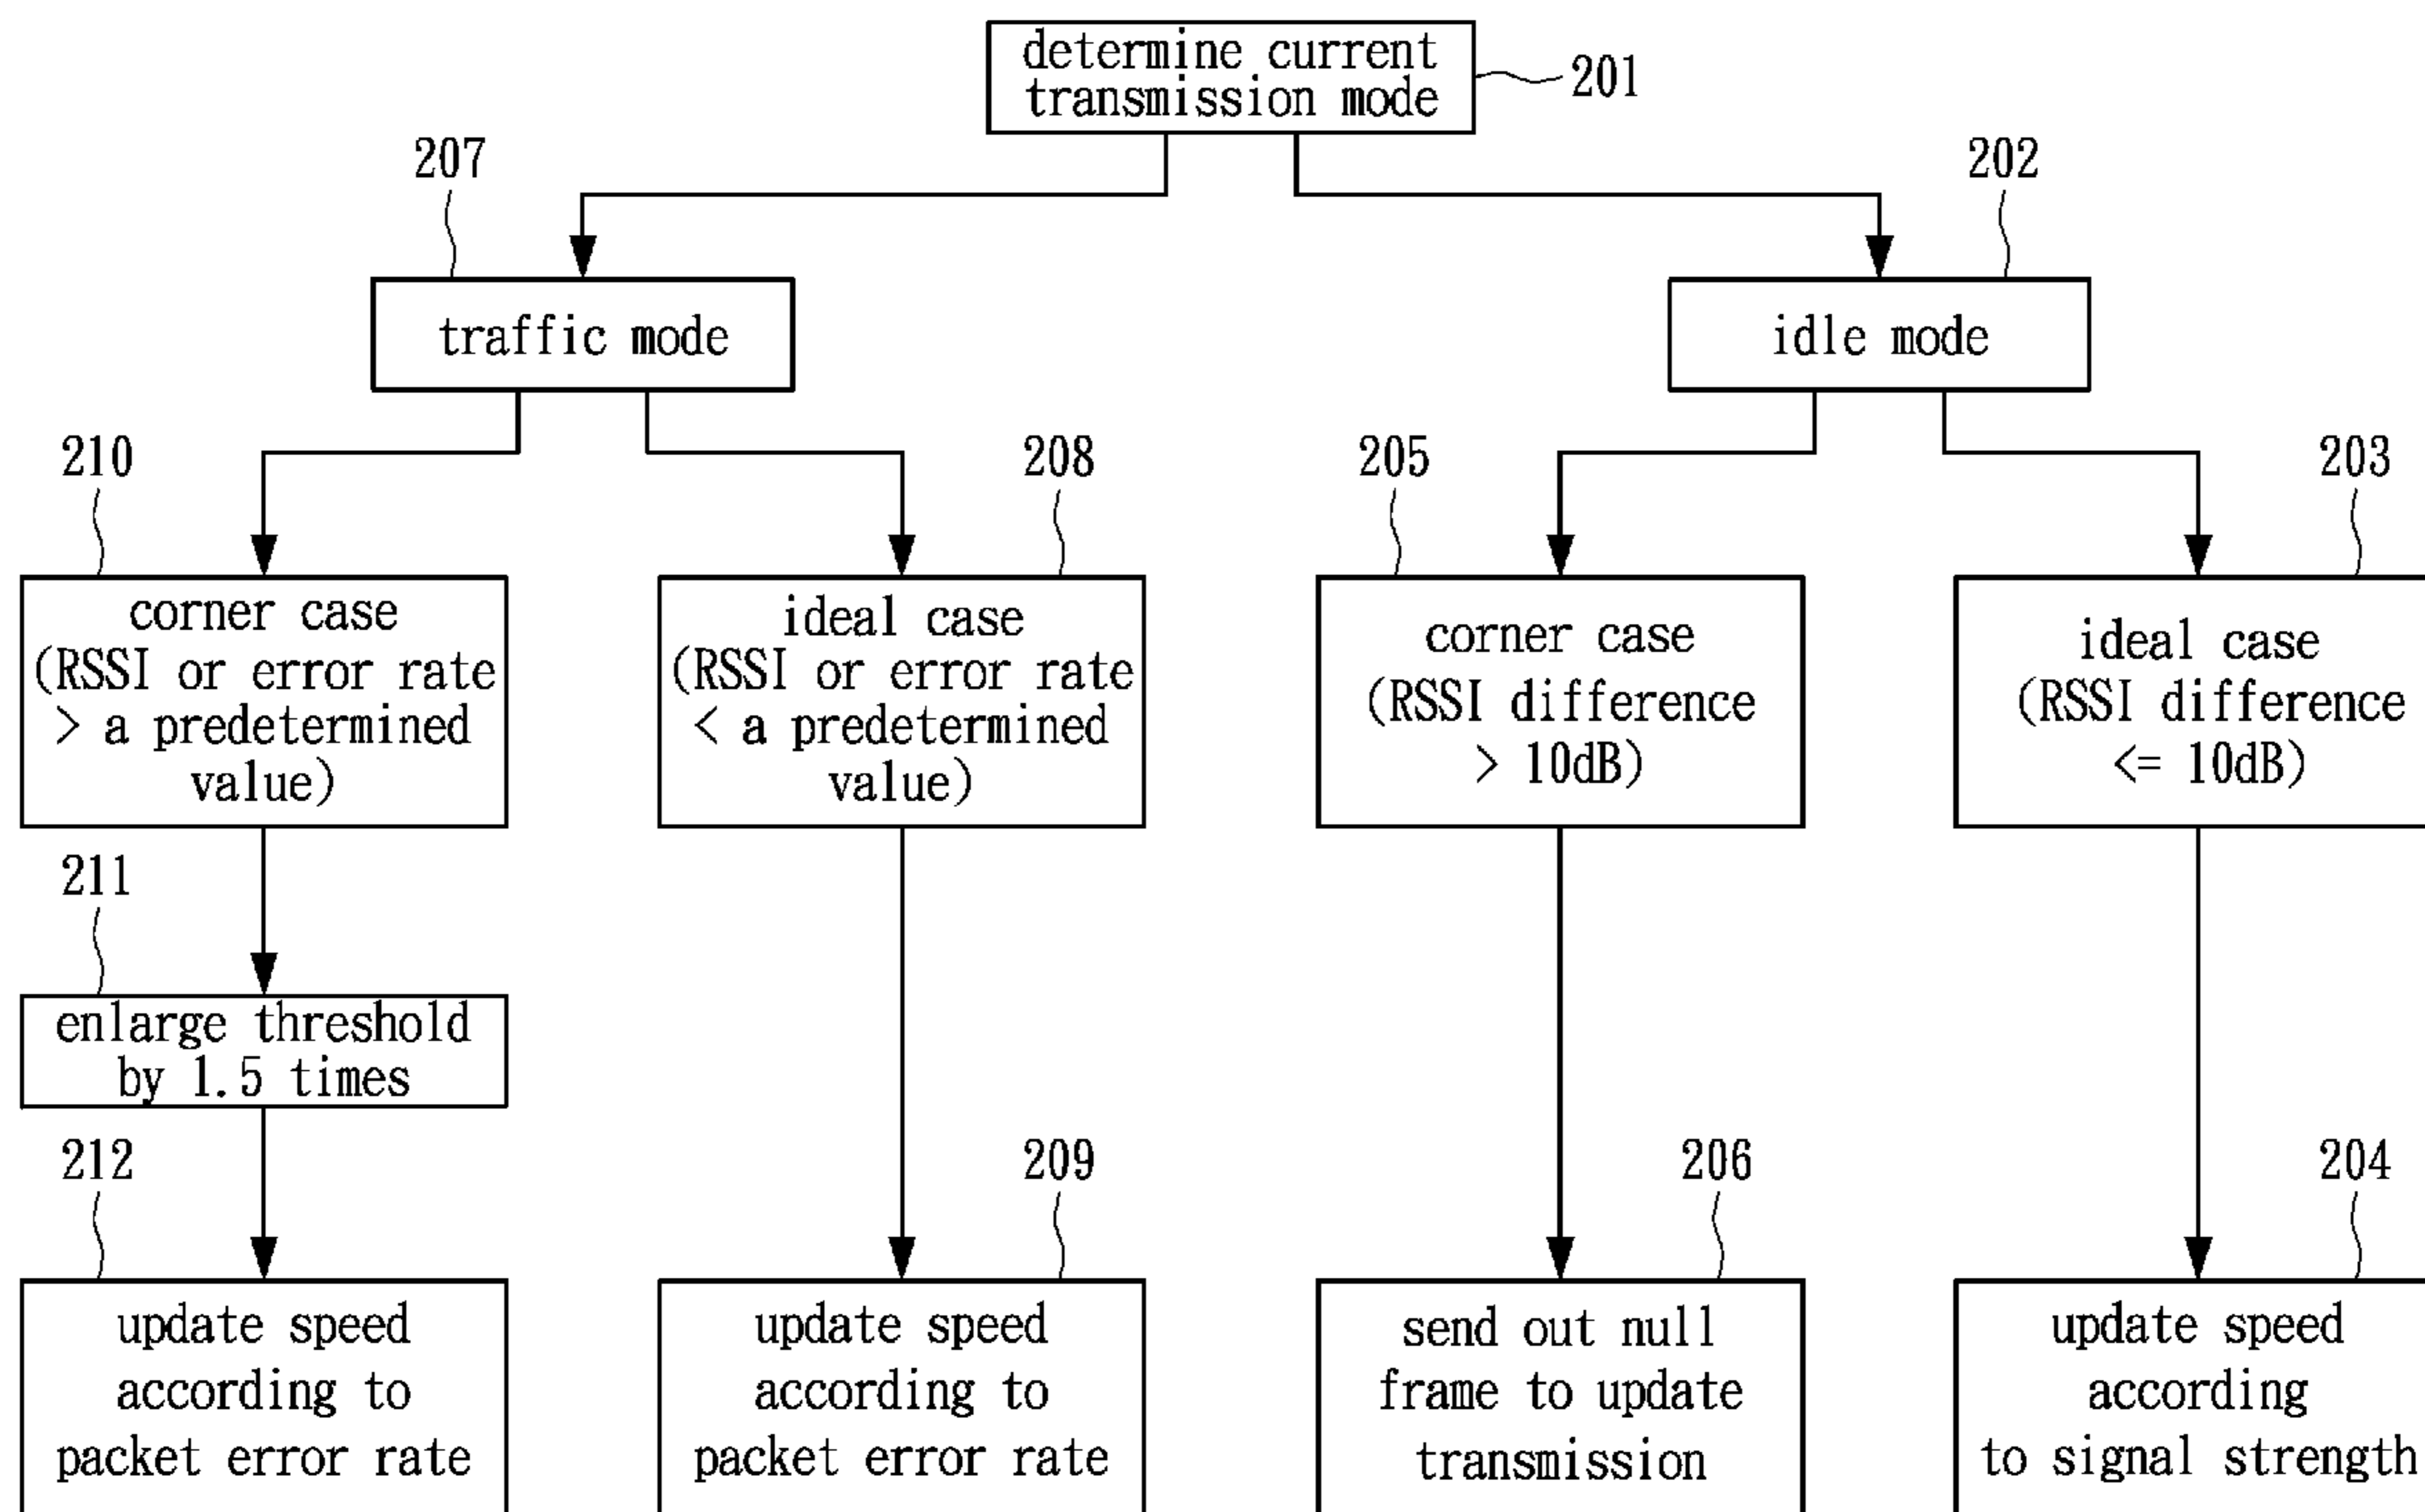 determine current
transmission mode
201
207
202
traffic mode
idle mode
210
208
205
203
corner case
(RSSI or error rate
> a predetermined
value)
ideal case
(RSSI or error rate
< a predetermined
value)
corner case
(RSSI difference
> 10dB)
ideal case
(RSSI difference
<= 10dB)
211
enlarge threshold
by 1.5 times
212
209
206
204
update speed
according to
packet error rate
update speed
according to
packet error rate
send out null
frame to update
transmission
update speed
according
to signal strength